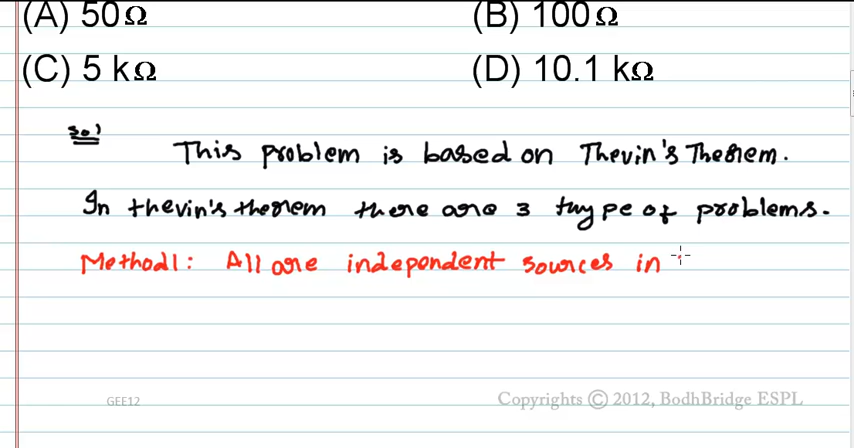 (A) 50Ω (B) 100Ω
(C) 5 kΩ (D) 10.1 kΩ
Sol
This problem is based on Thevin's Theorem.
In thevin's theorem there are 3 type of problems.
Method1: All are independent sources in
GEE12 Copyrights © 2012, BodhBridge ESPL